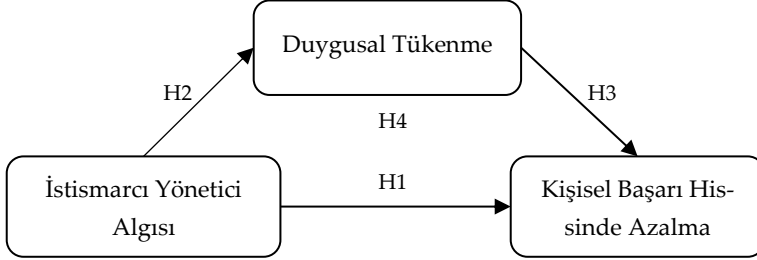 Duygusal Tükenme
H2
H3
H4
İstismarcı Yönetici
Algısı
H1
Kişisel Başarı His-
sinde Azalma